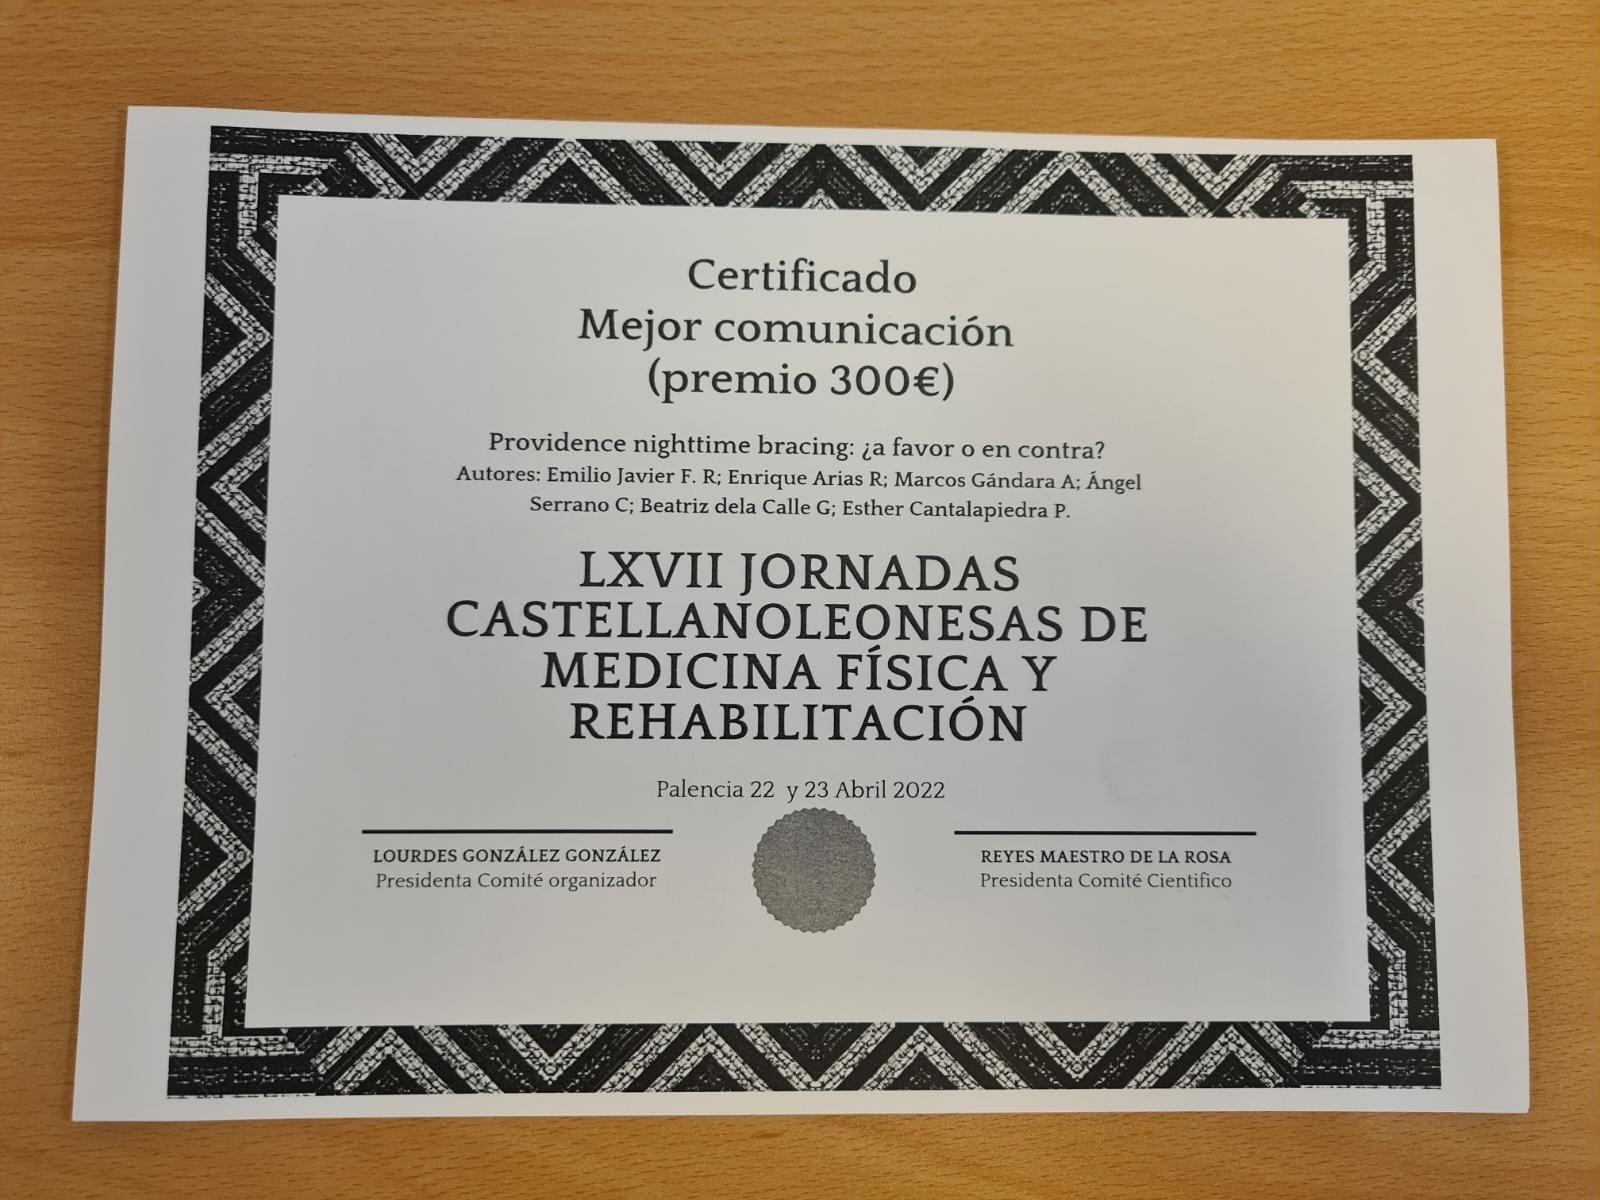 Certificado
Mejor comunicación
(premio 300€)
Providence nighttime bracing: ¿a favor o en contra?
Autores: Emilio Javier F. R; Enrique Arias R; Marcos Gándara A; Ángel
Serrano C; Beatriz dela Calle G; Esther Cantalapiedra P.
LXVII JORNADAS
CASTELLANOLEONESAS DE
MEDICINA FÍSICA Y
REHABILITACIÓN
Palencia 22 y 23 Abril 2022
LOURDES GONZÁLEZ GONZÁLEZ
Presidenta Comité organizador
REYES MAESTRO DE LA ROSA
Presidenta Comité Cientifico